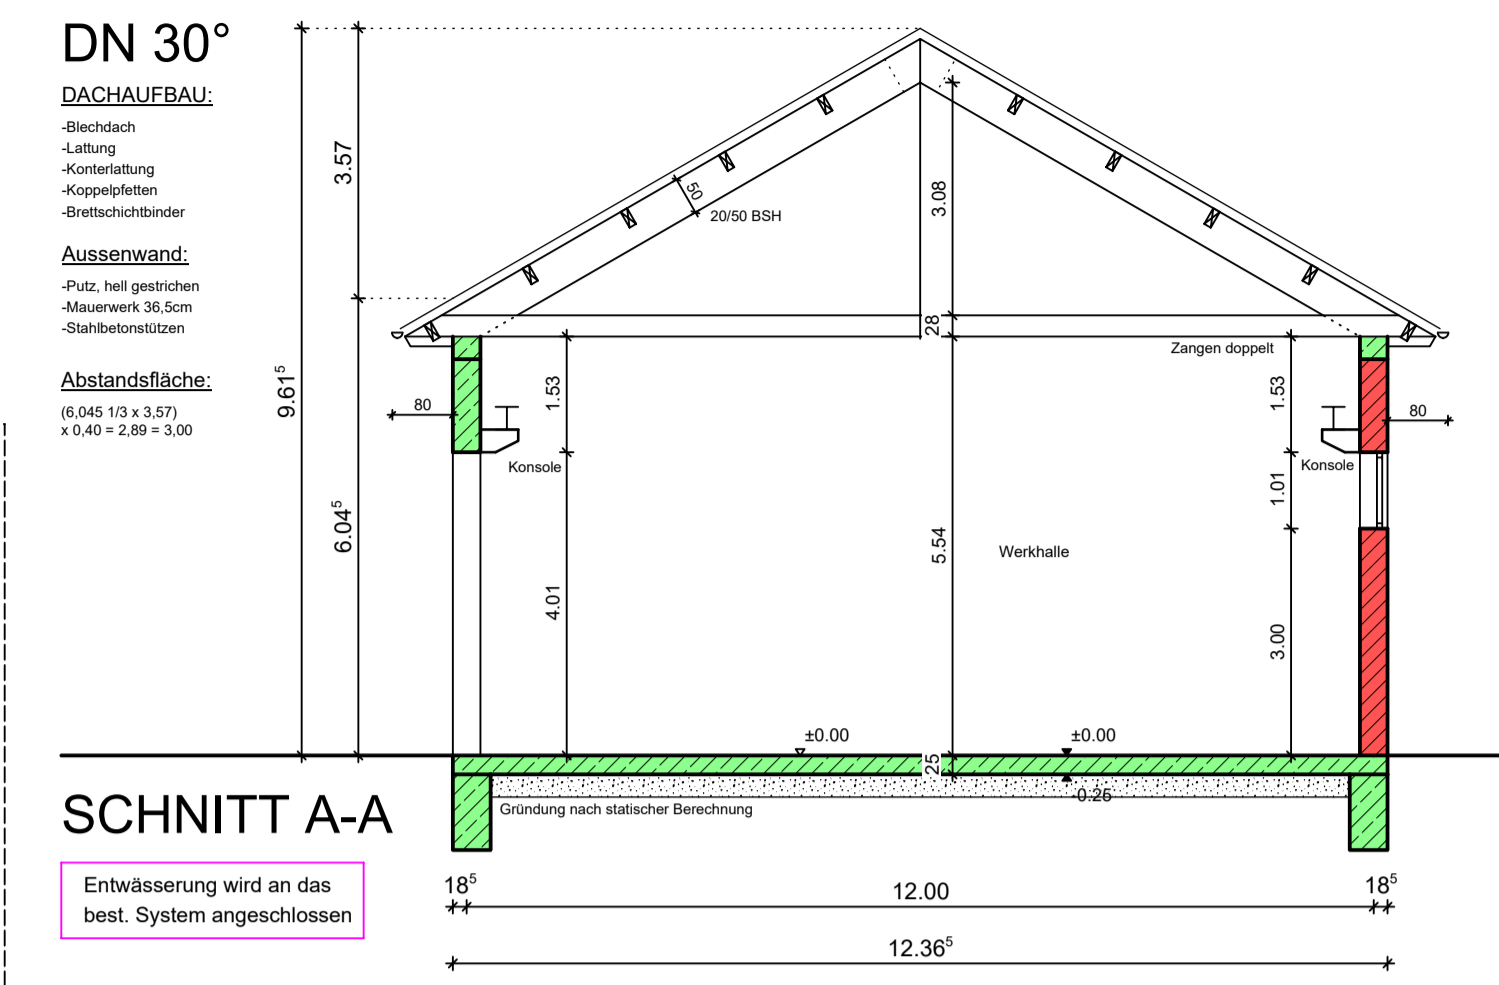 DN 30°
DACHAUFBAU:
-Blechdach
-Lattung
-Konterlattung
-Koppelpfetten
-Brettschichtbinder
Aussenwand:
-Putz, hell gestrichen
-Mauerwerk 36,5cm
-Stahlbetonstützen
Abstandsfläche:
(6,045 1/3 x 3,57)
x 0,40 = 2,89 = 3,00
3.57
9.61⁵
6.04⁵
50
20/50 BSH
3.08
28
Zangen doppelt
80
1.53
1.53
80
Konsole
Konsole
1.01
5.54
Werkhalle
4.01
3.00
±0.00
±0.00
25
-0.25
Gründung nach statischer Berechnung
SCHNITT A-A
Entwässerung wird an das
best. System angeschlossen
18⁵
12.00
18⁵
12.36⁵